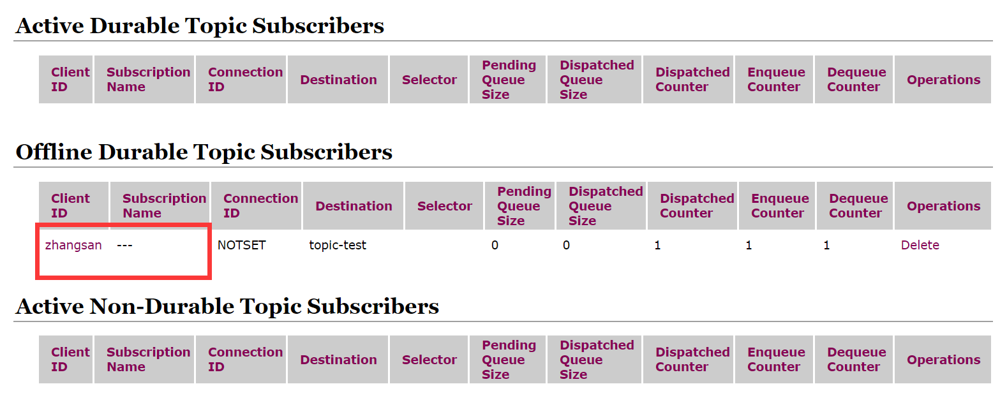 Active Durable Topic Subscribers
Client ID Subscription Name Connection ID Destination Selector Pending Queue Size Dispatched Queue Size Dispatched Counter Enqueue Counter Dequeue Counter Operations
Offline Durable Topic Subscribers
Client ID Subscription Name Connection ID Destination Selector Pending Queue Size Dispatched Queue Size Dispatched Counter Enqueue Counter Dequeue Counter Operations
zhangsan --- NOTSET topic-test 0 0 1 1 1 Delete
Active Non-Durable Topic Subscribers
Client ID Subscription Name Connection ID Destination Selector Pending Queue Size Dispatched Queue Size Dispatched Counter Enqueue Counter Dequeue Counter Operations